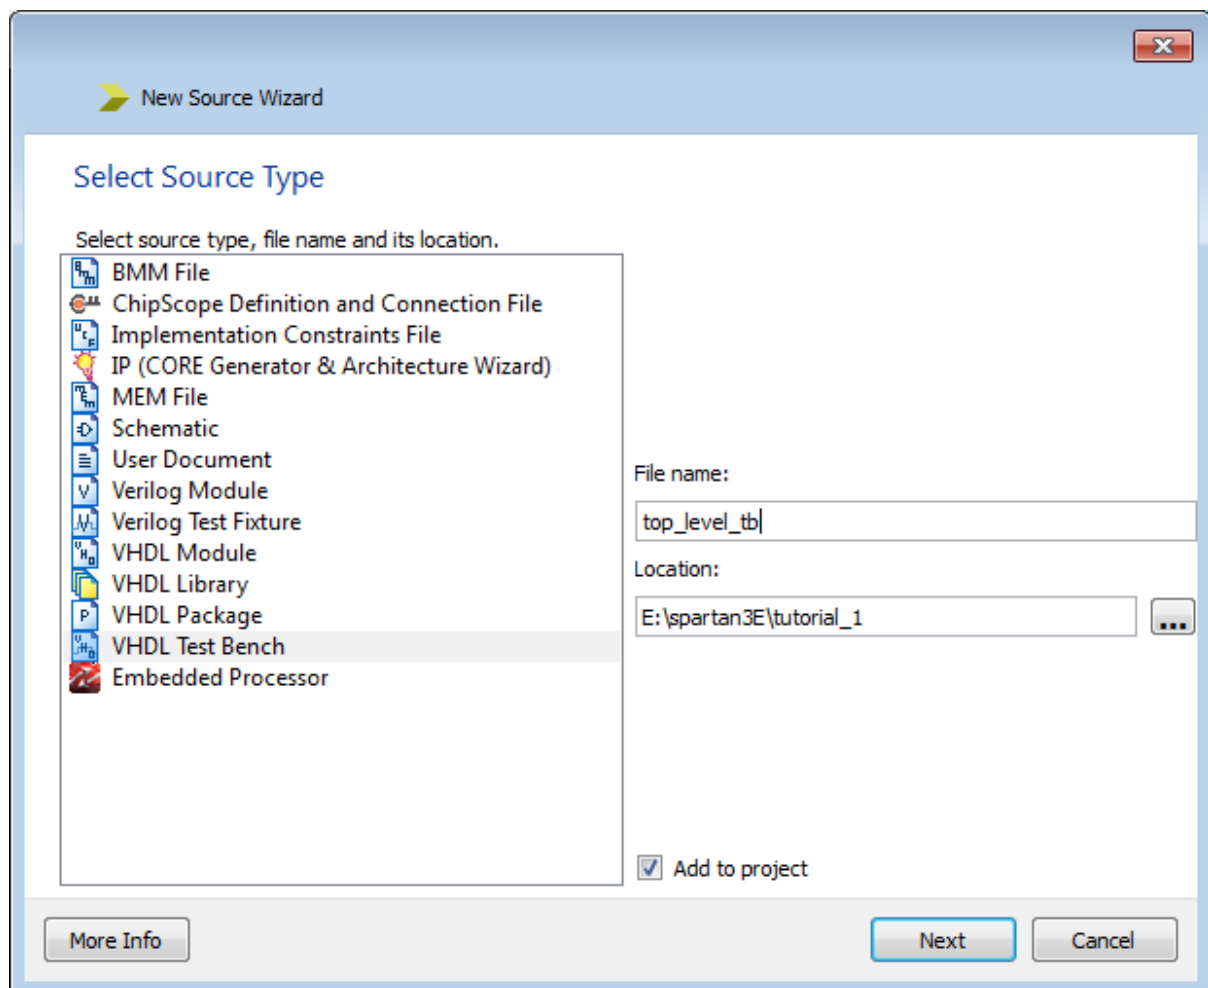 New Source Wizard
Select Source Type
Select source type, file name and its location.
BMM File
ChipScope Definition and Connection File
Implementation Constraints File
IP (CORE Generator & Architecture Wizard)
MEM File
Schematic
User Document
Verilog Module
Verilog Test Fixture
VHDL Module
VHDL Library
VHDL Package
VHDL Test Bench
Embedded Processor
File name:
top_level_tb
Location:
E:\spartan3E\tutorial_1
...
Add to project
More Info
Next
Cancel